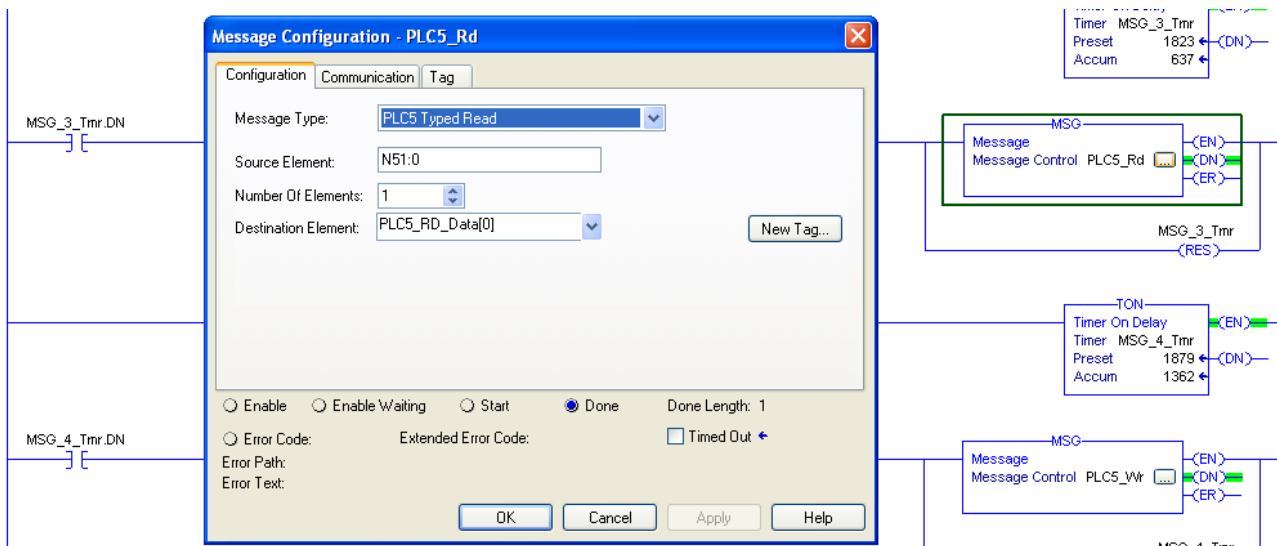 Message Configuration - PLC5_Rd
Configuration Communication Tag
Message Type: PLC5 Typed Read
Source Element: N51:0
Number Of Elements: 1
Destination Element: PLC5_RD_Data[0] New Tag...
Enable Enable Waiting Start Done Done Length: 1
Error Code: Extended Error Code: Timed Out
Error Path:
Error Text:
OK Cancel Apply Help
MSG_3_Tmr.DN
MSG_4_Tmr.DN
Timer MSG_3_Tmr
Preset 1823 (DN)
Accum 637
MSG
Message (EN)
Message Control PLC5_Rd ... (DN)
(ER)
MSG_3_Tmr
(RES)
TON
Timer On Delay (EN)
Timer MSG_4_Tmr
Preset 1879 (DN)
Accum 1362
MSG
Message (EN)
Message Control PLC5_Wr ... (DN)
(ER)